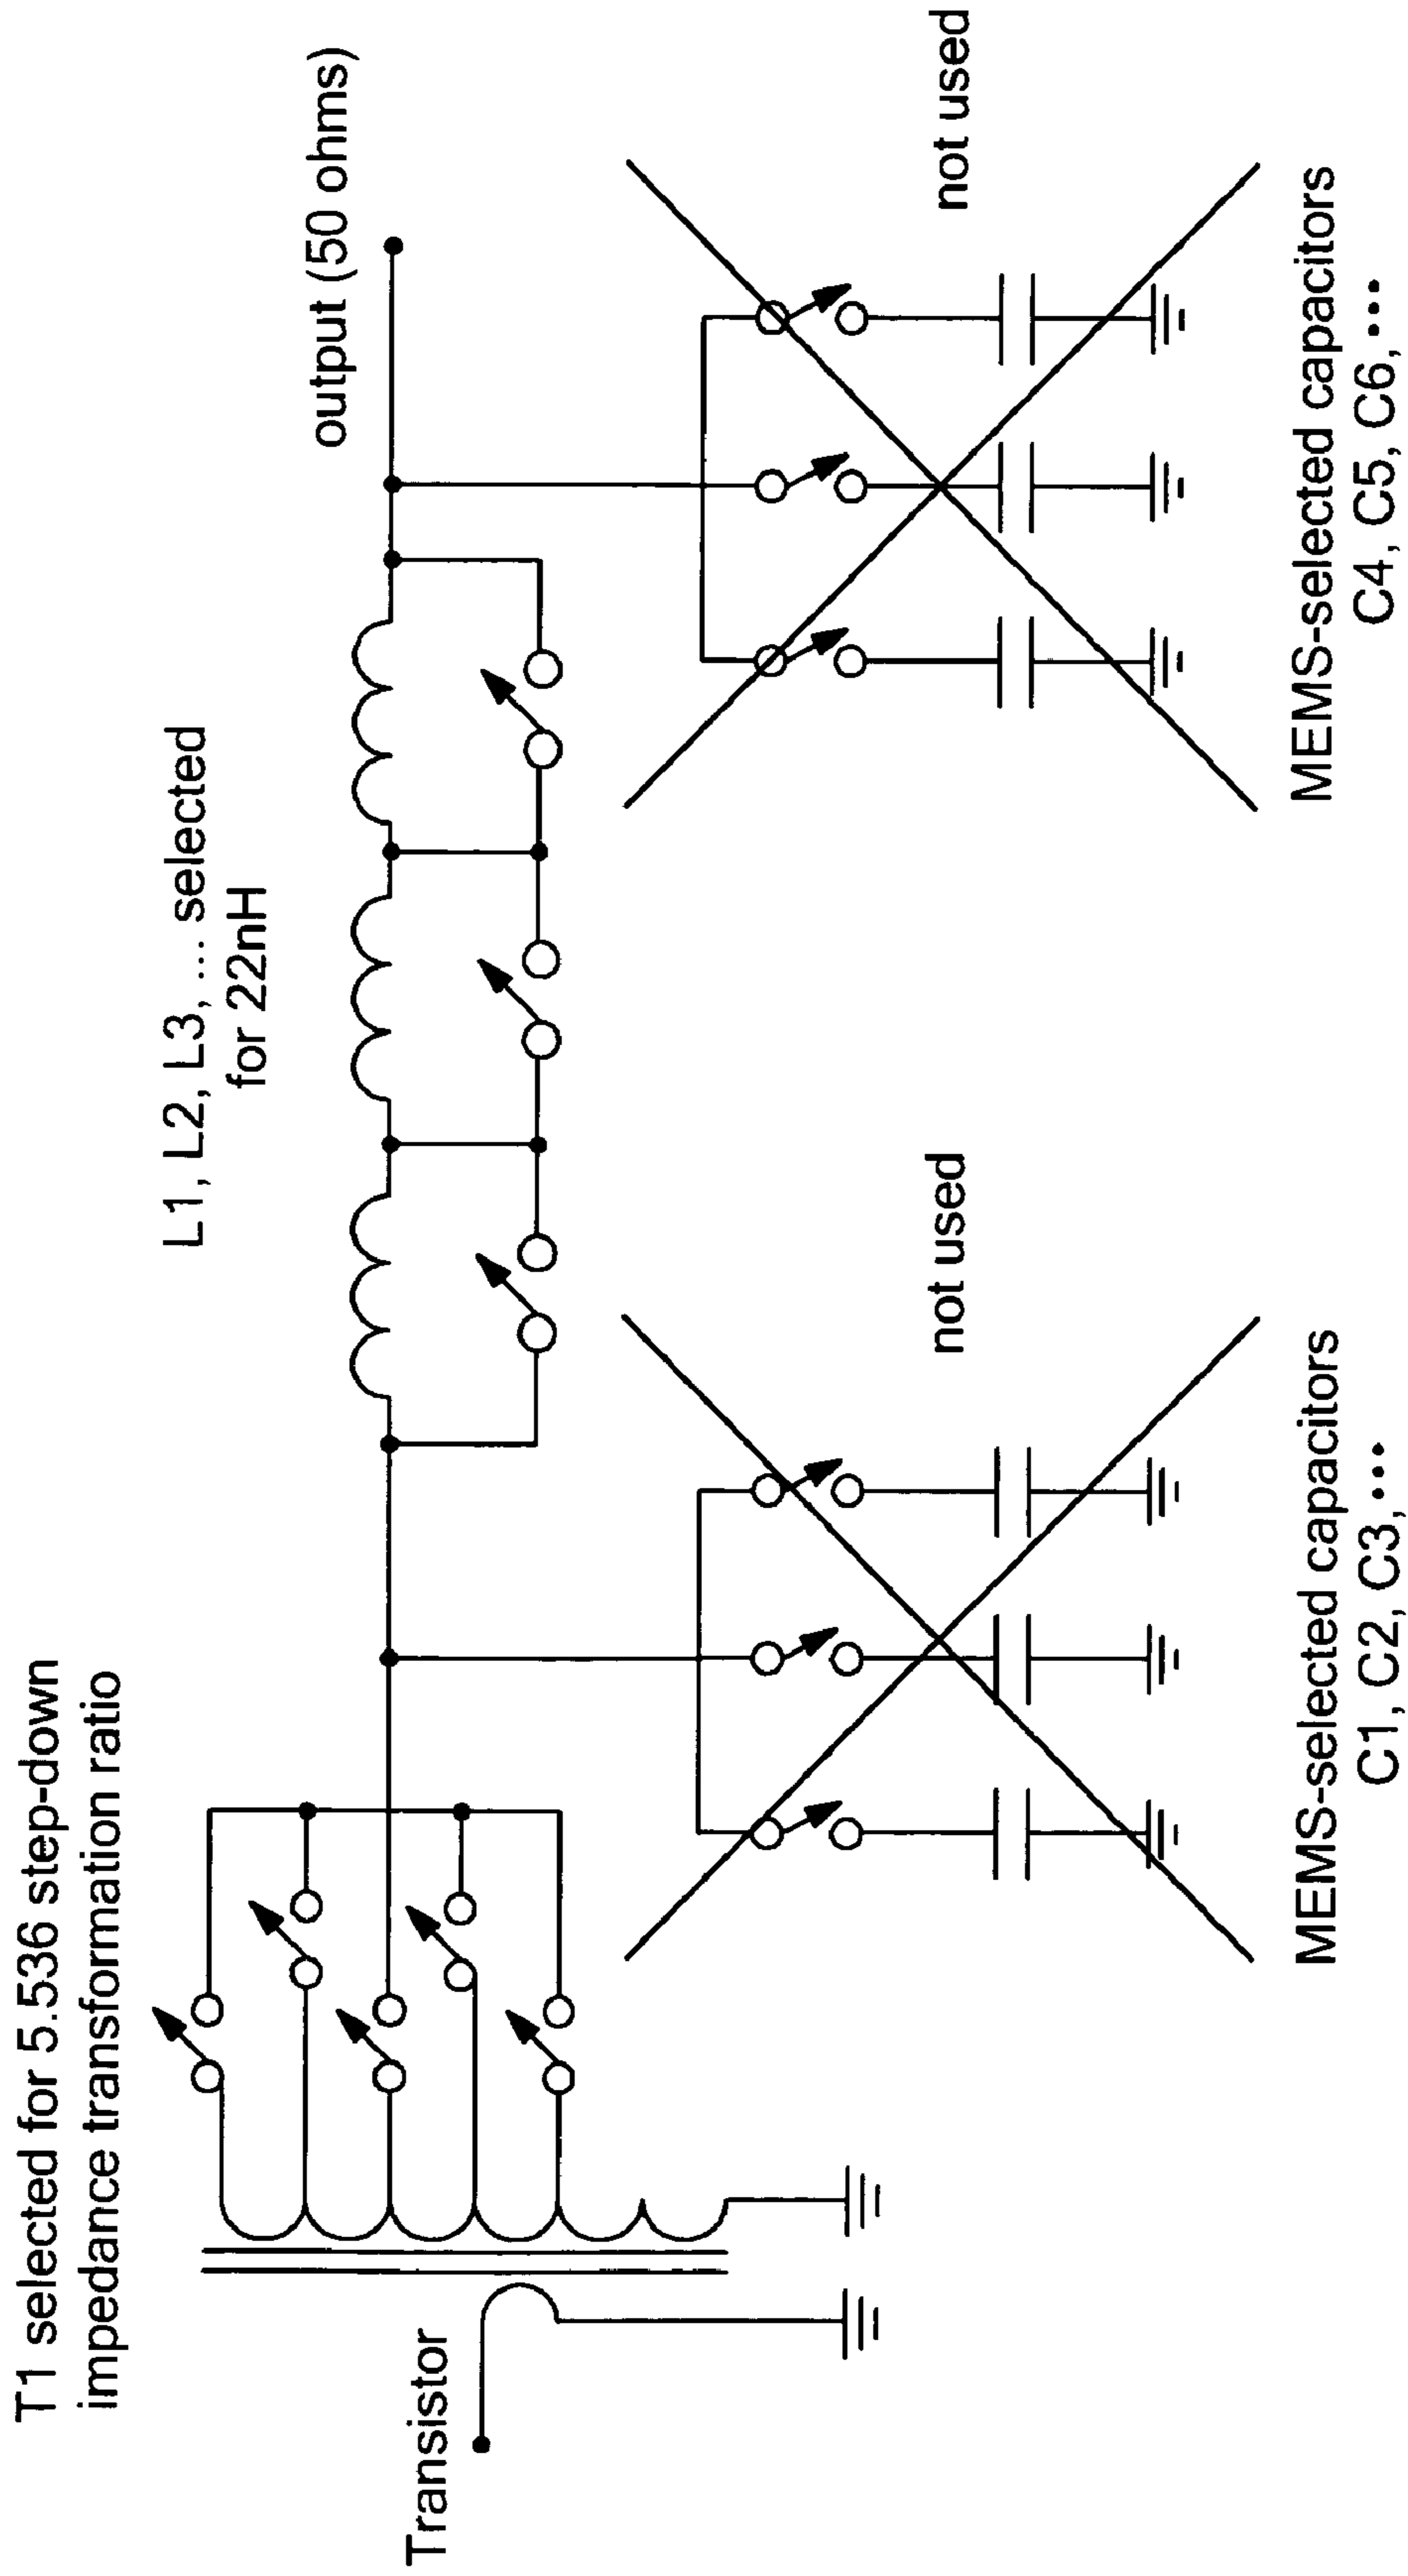 T1 selected for 5.536 step-down
impedance transformation ratio
L1, L2, L3, ... selected
for 22nH
output (50 ohms)
Transistor
not used
not used
MEMS-selected capacitors
C1, C2, C3, •••
MEMS-selected capacitors
C4, C5, C6, •••